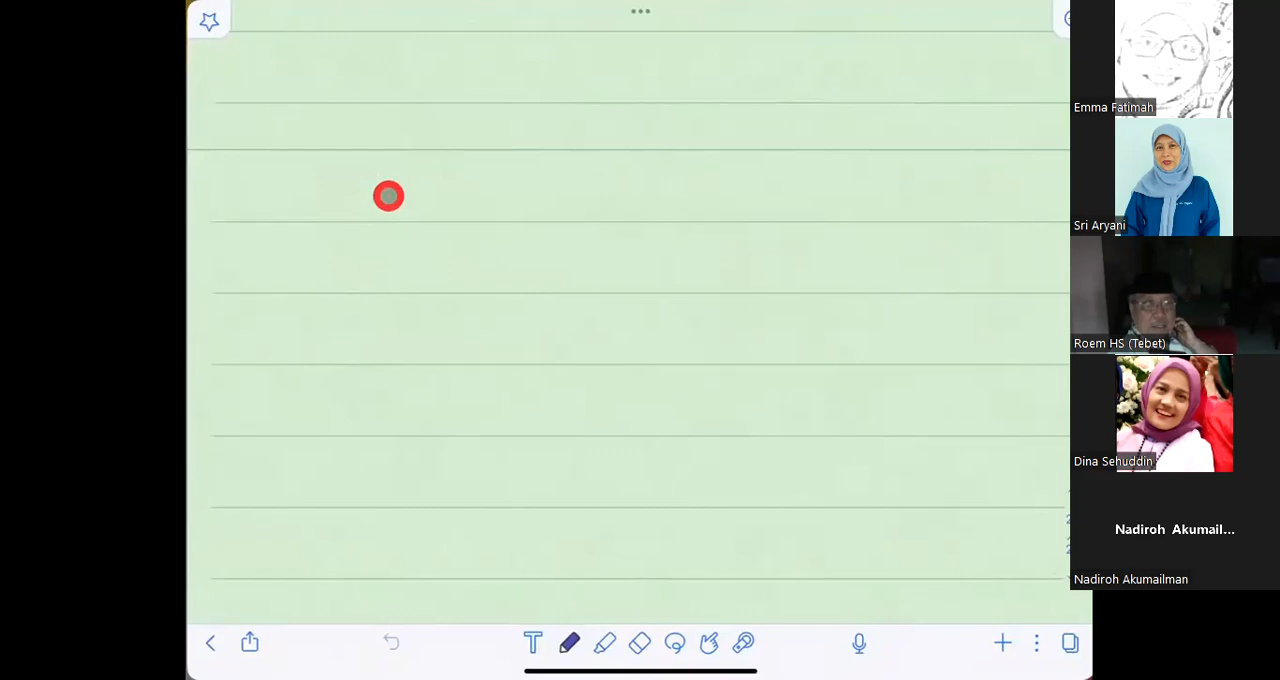 Emma Fatimah
Sri Aryani
Roem HS (Tebet)
Dina Sehuddin
Nadiroh Akumail...
Nadiroh Akumailman